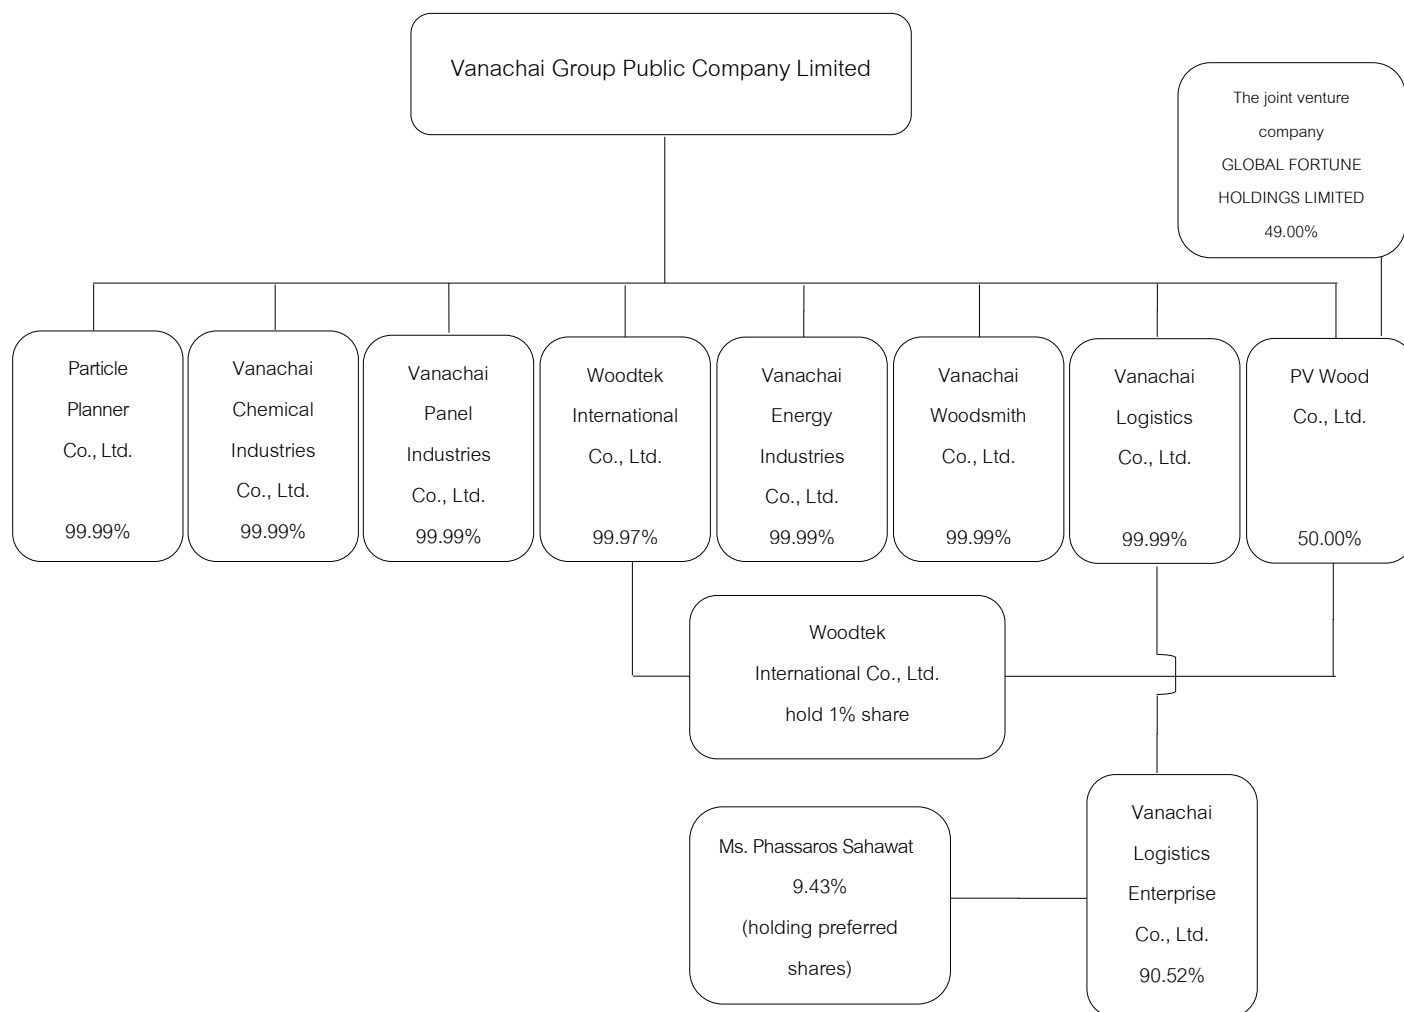 Vanachai Group Public Company Limited
The joint venture
company
GLOBAL FORTUNE
HOLDINGS LIMITED
49.00%
Particle
Planner
Co., Ltd.
99.99%
Vanachai
Chemical
Industries
Co., Ltd.
99.99%
Vanachai
Panel
Industries
Co., Ltd.
99.99%
Woodtek
International
Co., Ltd.
99.97%
Vanachai
Energy
Industries
Co., Ltd.
99.99%
Vanachai
Woodsmith
Co., Ltd.
99.99%
Vanachai
Logistics
Co., Ltd.
99.99%
PV Wood
Co., Ltd.
50.00%
Woodtek
International Co., Ltd.
hold 1% share
Ms. Phassaros Sahawat
9.43%
(holding preferred
shares)
Vanachai
Logistics
Enterprise
Co., Ltd.
90.52%